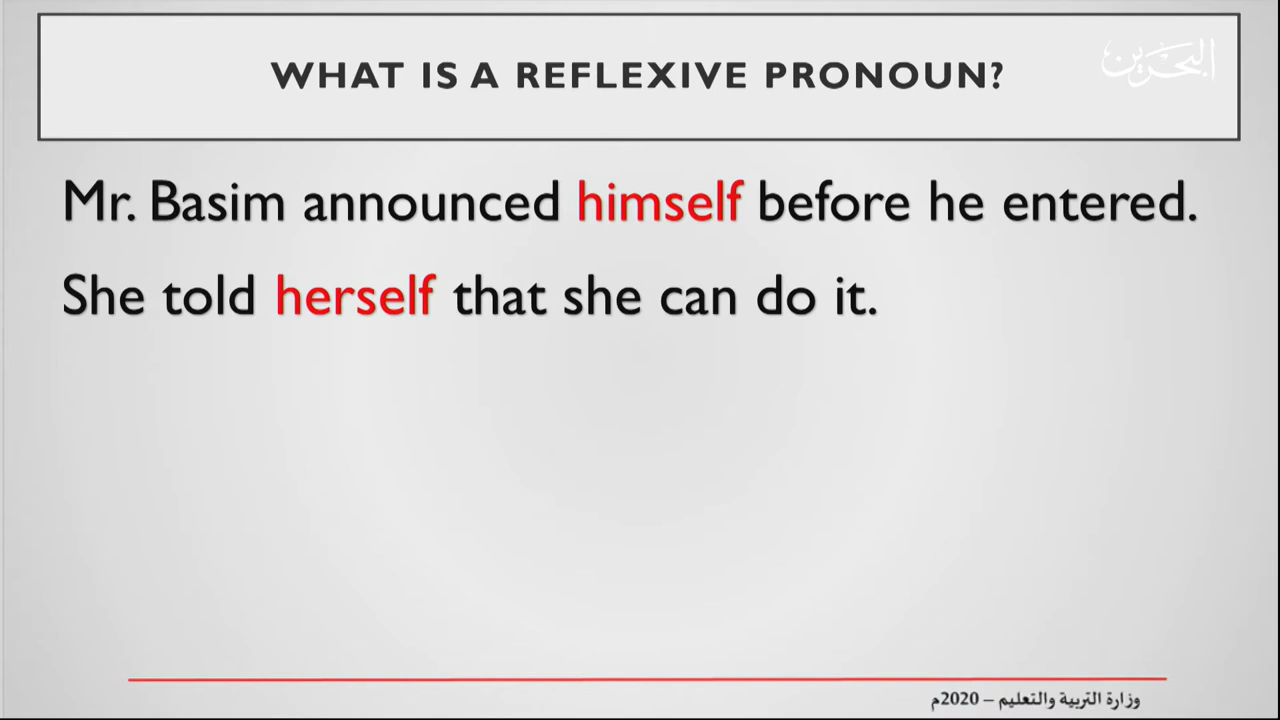 WHAT IS A REFLEXIVE PRONOUN?
البحرين
Mr. Basim announced himself before he entered.
She told herself that she can do it.
وزارة التربية والتعليم – 2020م